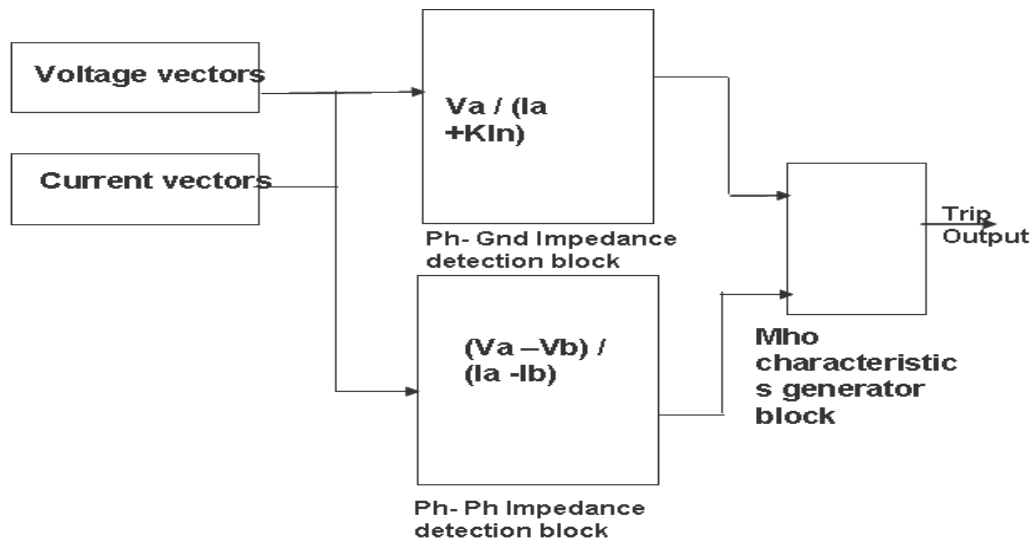 Voltage vectors
Current vectors
Va / (Ia
+KIn)
Ph- Gnd Impedance
detection block
(Va –Vb) /
(Ia -Ib)
Ph- Ph Impedance
detection block
Mho
characteristic
s generator
block
Trip
Output